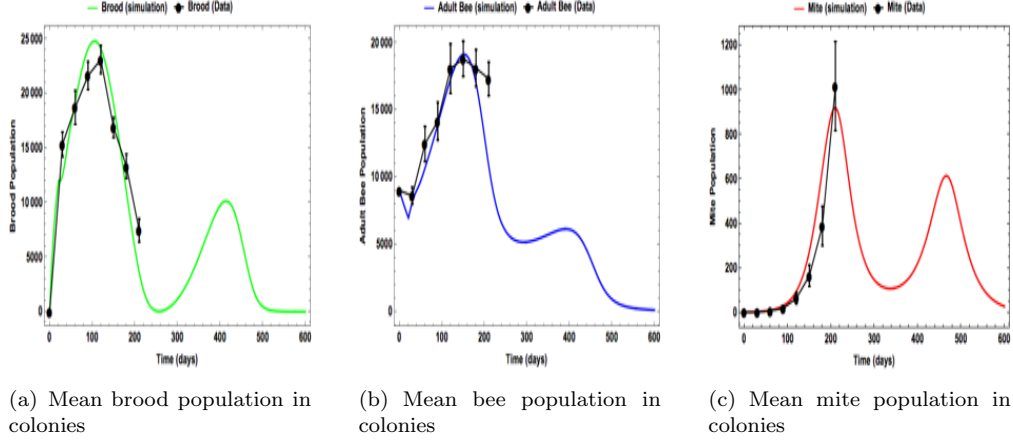 Brood (simulation) Brood (Data)
Brood Population
25000
20000
15000
10000
5000
0
0 100 200 300 400 500 600
Time (days)
(a) Mean brood population in
colonies
Adult Bee (simulation) Adult Bee (Data)
Adult Bee Population
20000
15000
10000
5000
0
0 100 200 300 400 500 600
Time (days)
(b) Mean bee population in
colonies
Mite (simulation) Mite (Data)
Mite Population
1200
1000
800
600
400
200
0
0 100 200 300 400 500 600
Time (days)
(c) Mean mite population in
colonies